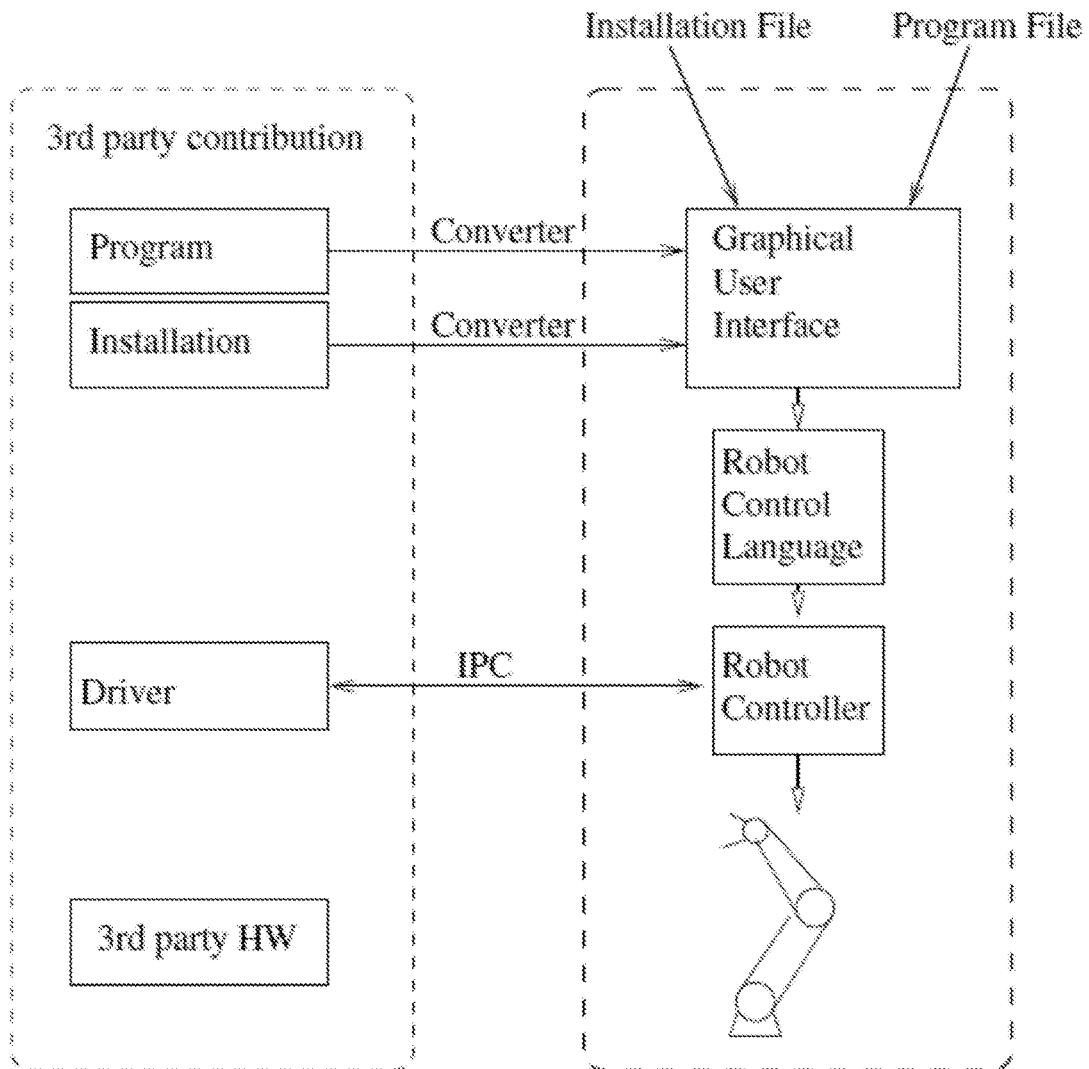 Installation File
Program File
3rd party contribution
Program
Converter
Graphical
User
Interface
Installation
Converter
Robot
Control
Language
Driver
IPC
Robot
Controller
3rd party HW